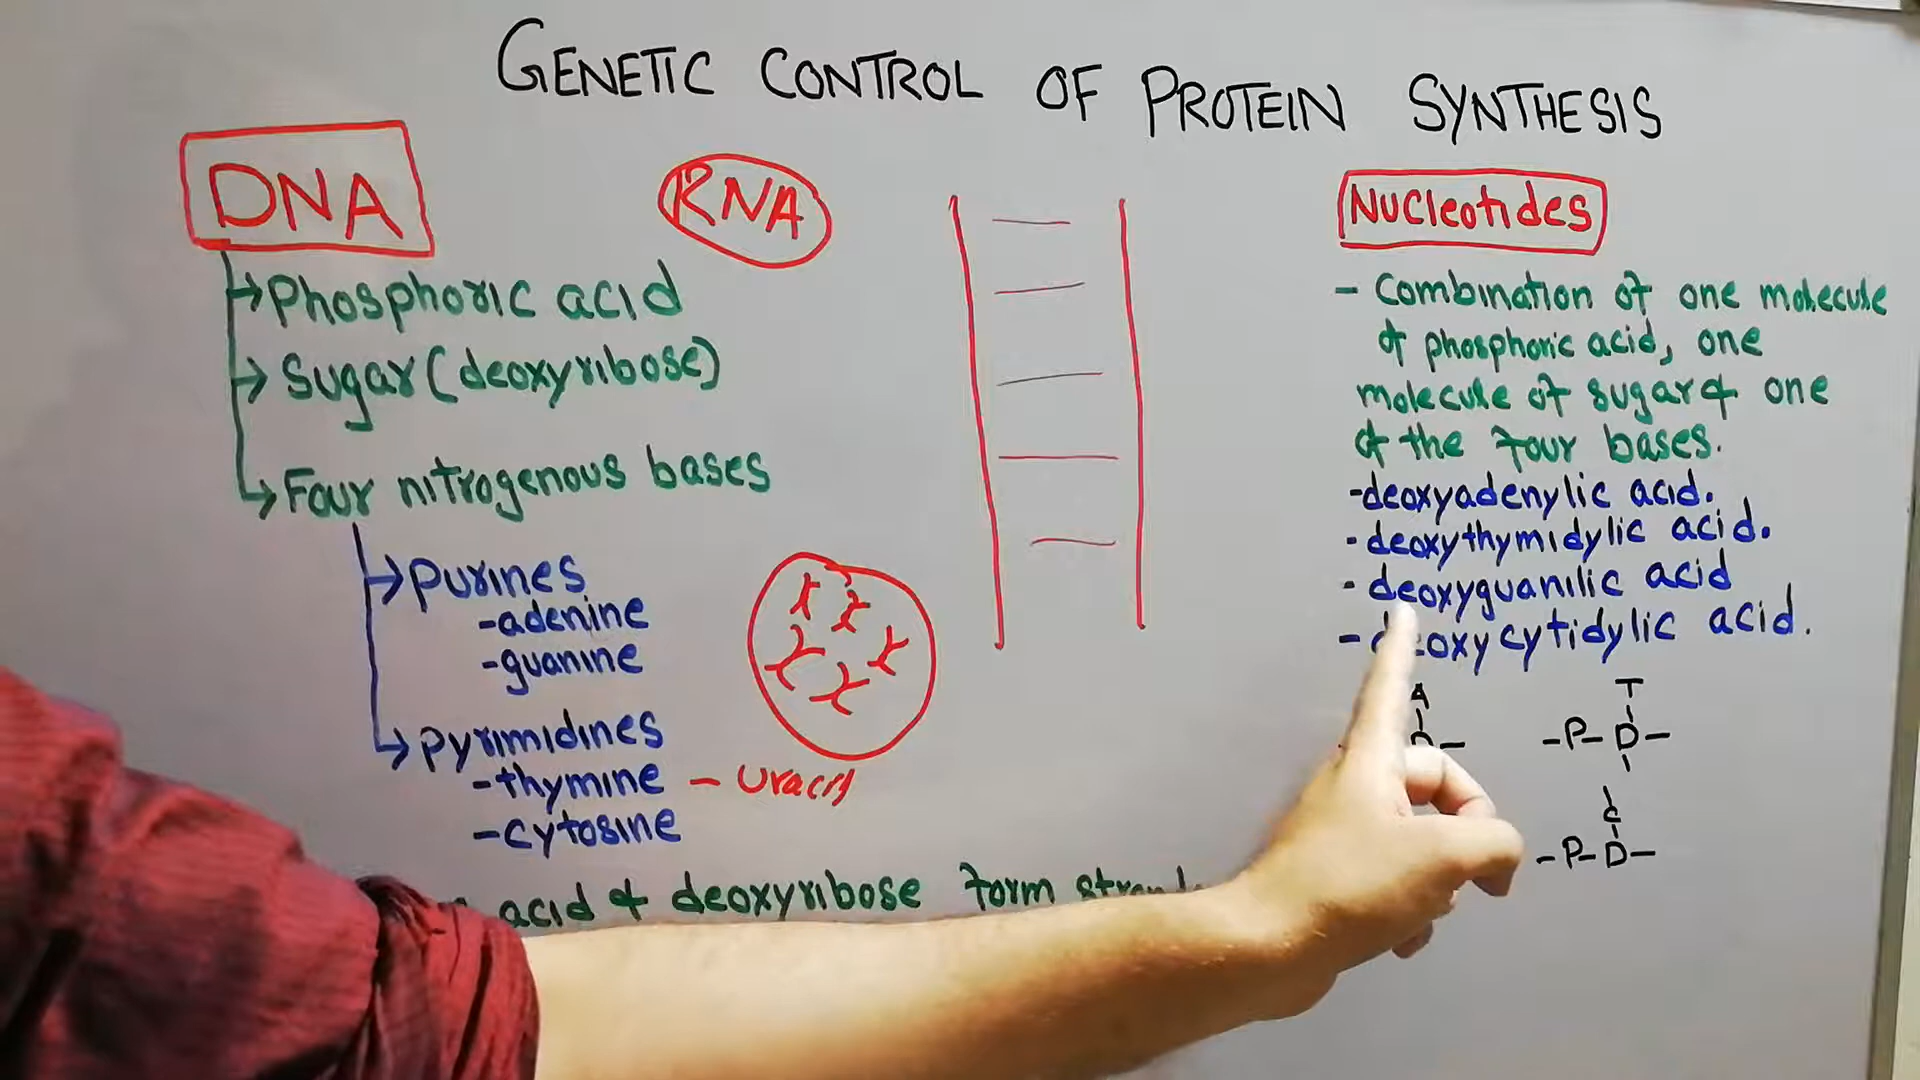 GENETIC CONTROL OF PROTEIN SYNTHESIS
DNA
RNA
Phosphoric acid
Sugar (deoxyribose)
Four nitrogenous bases
Purines
-adenine
-guanine
Pyrimidines
-thymine - Uracil
-cytosine
acid & deoxyribose form
Nucleotides
- Combination of one molecule
of phosphoric acid, one
molecule of sugar & one
of the four bases.
-deoxyadenylic acid.
-deoxythymidylic acid.
-deoxyguanilic acid
-deoxycytidylic acid.
A
D-
T
-P-D-
C
-P-D-